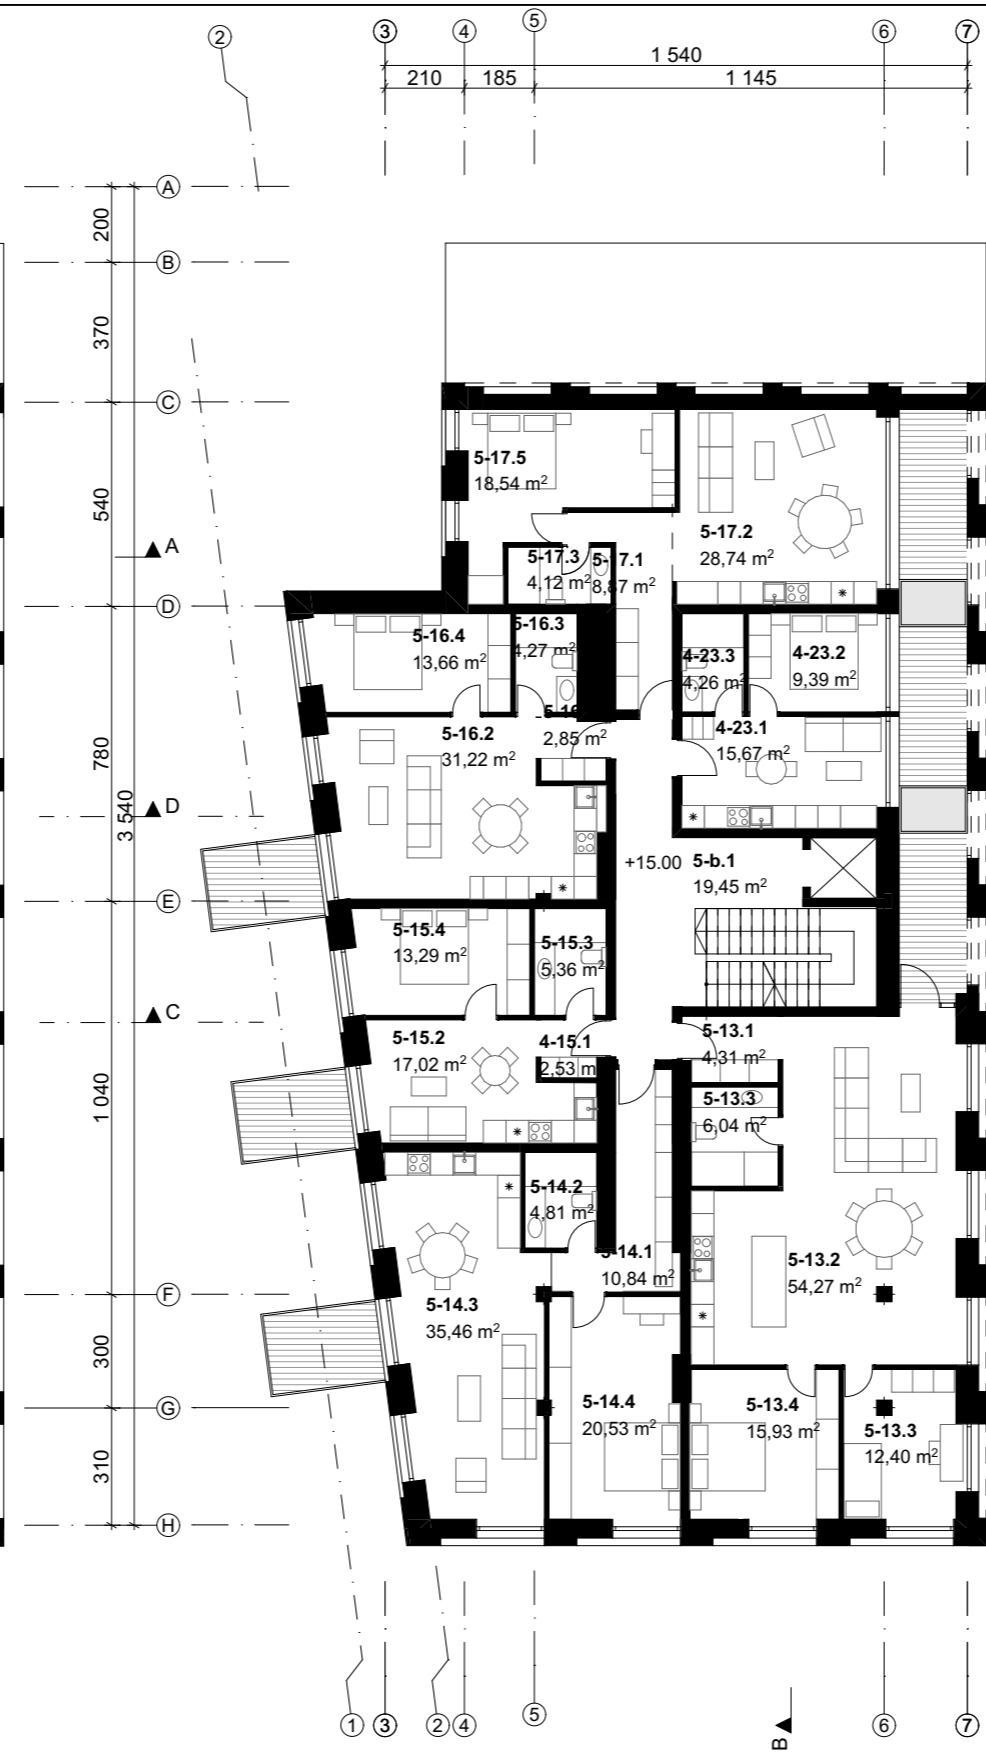 2
3
4
5
6
7
1 540
210
185
1 145
A
B
C
D
E
F
G
H
200
370
540
780
1 040
300
310
3 540
A
D
C
5-17.5
18,54 m²
5-17.2
28,74 m²
5-17.3
4,12 m²
5-17.1
8,87 m²
5-16.4
13,66 m²
5-16.3
4,27 m²
5-16.2
31,22 m²
2,85 m²
4-23.3
4,26 m²
4-23.2
9,39 m²
4-23.1
15,67 m²
+15.00
5-b.1
19,45 m²
5-15.4
13,29 m²
5-15.3
5,36 m²
5-15.2
17,02 m²
4-15.1
2,53 m
5-13.1
4,31 m²
5-13.3
6,04 m²
5-14.2
4,81 m²
5-14.1
10,84 m²
5-13.2
54,27 m²
5-14.3
35,46 m²
5-14.4
20,53 m²
5-13.4
15,93 m²
5-13.3
12,40 m²
1
3
2
4
5
B
6
7